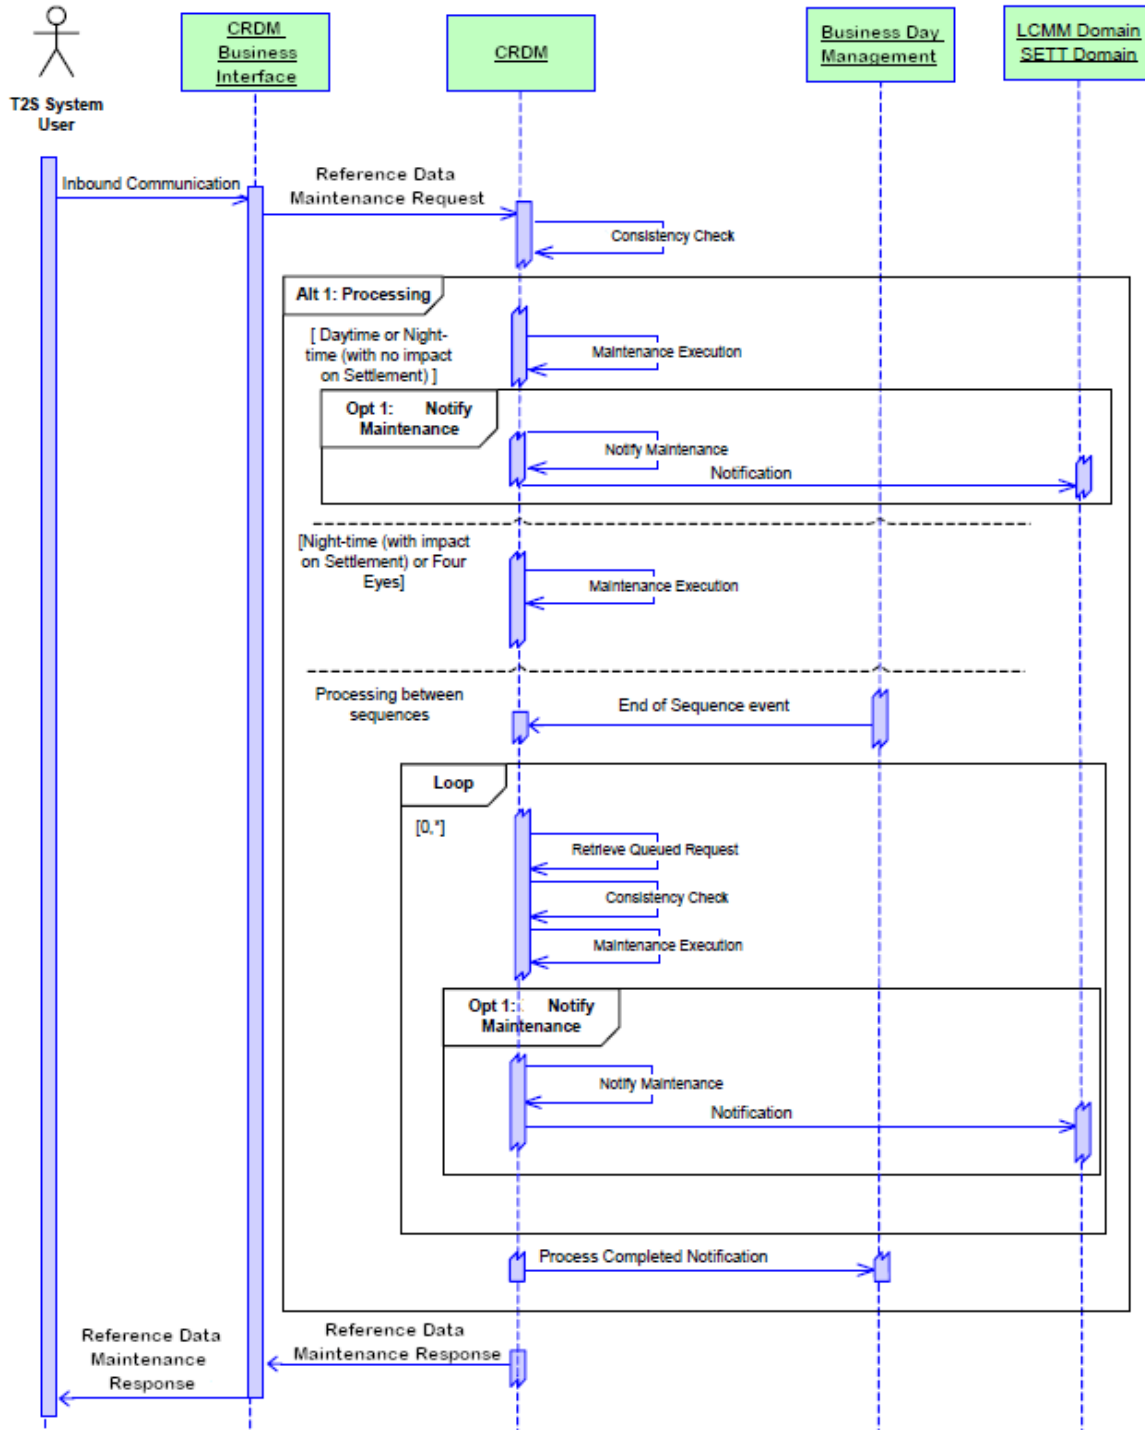 CRDM
Business
Interface
CRDM
Business Day
Management
LCMM Domain
SETT Domain
T2S System
User
Inbound Communication
Reference Data
Maintenance Request
Consistency Check
Alt 1: Processing
[ Daytime or Night-
time (with no impact
on Settlement) ]
Maintenance Execution
Opt 1: Notify
Maintenance
Notify Maintenance
Notification
[Night-time (with impact
on Settlement) or Four
Eyes]
Maintenance Execution
Processing between
sequences
End of Sequence event
Loop
[0,*]
Retrieve Queued Request
Consistency Check
Maintenance Execution
Opt 1: Notify
Maintenance
Notify Maintenance
Notification
Process Completed Notification
Reference Data
Maintenance Response
Reference Data
Maintenance
Response